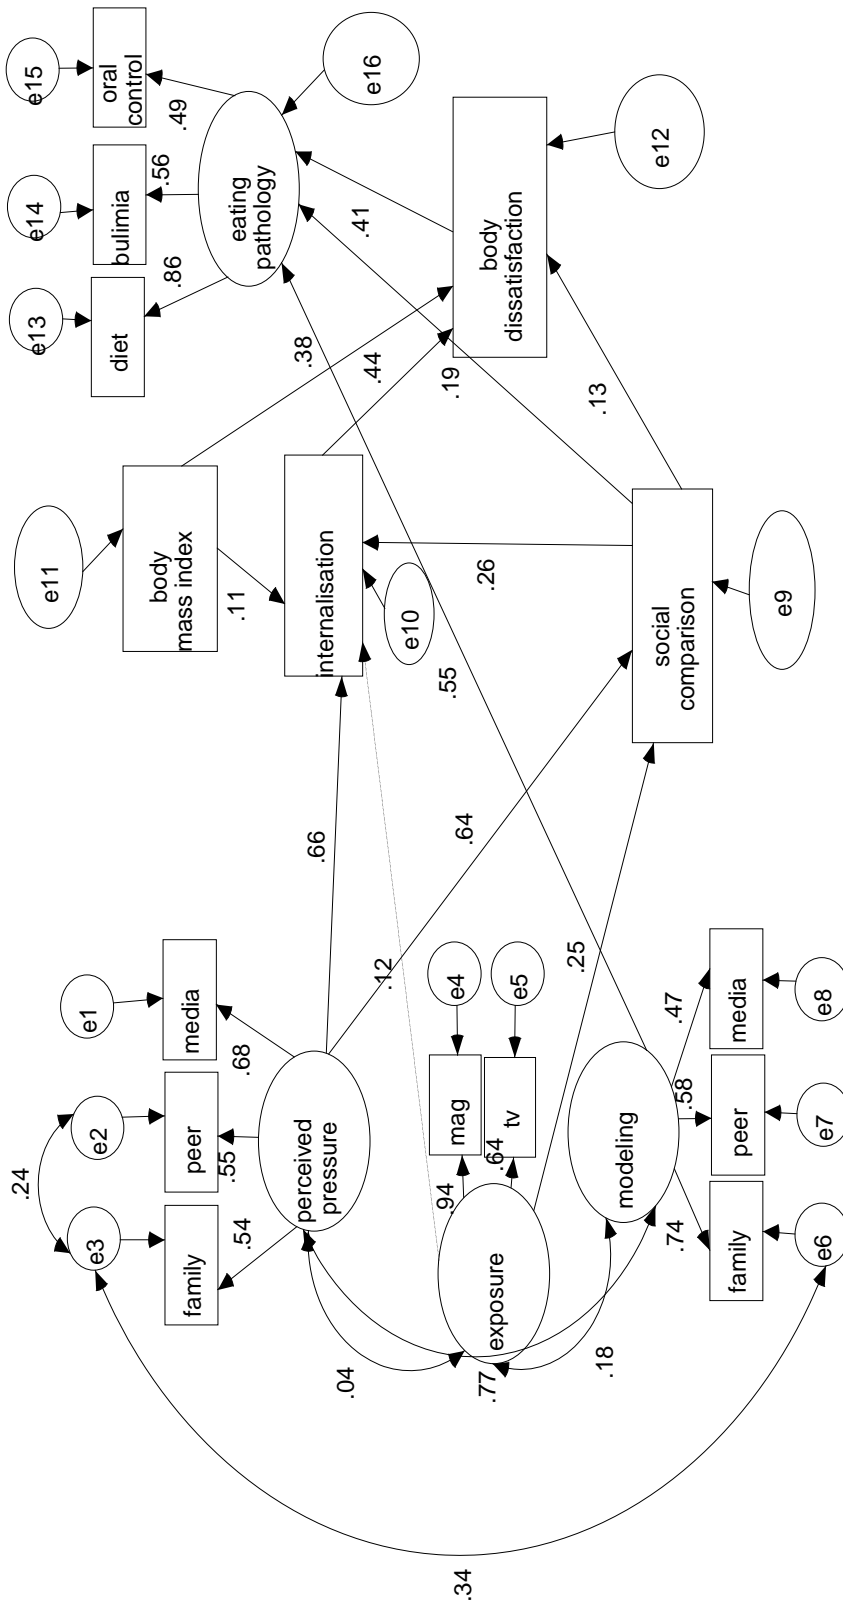 .34
.24
e3
e2
e1
family
peer
media
.54
.55
.68
perceived
pressure
.04
.77
.18
exposure
.94
.64
mag
tv
e4
e5
modeling
.74
.58
.47
family
peer
media
e6
e7
e8
.66
.12
.64
.25
.55
e11
body
mass index
.11
internalisation
e10
.26
social
comparison
e9
.38
.44
.19
.13
body
dissatisfaction
e12
.41
eating
pathology
e16
.86
.56
.49
diet
bulimia
oral
control
e13
e14
e15